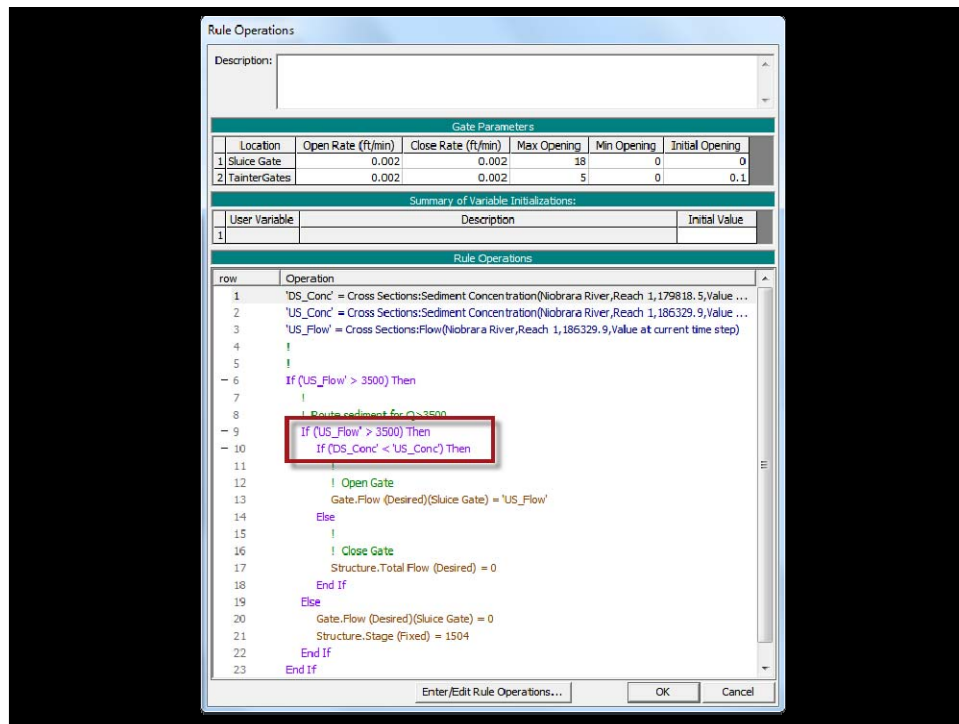 Rule Operations
Description:
Gate Parameters
Location Open Rate (ft/min) Close Rate (ft/min) Max Opening Min Opening Initial Opening
1 Sluice Gate 0.002 0.002 18 0 0
2 TainterGates 0.002 0.002 5 0 0.1
Summary of Variable Initializations:
User Variable Description Initial Value
1
Rule Operations
row Operation
1 'DS_Conc' = Cross Sections:Sediment Concentration(Niobrara River,Reach 1,179818.5,Value ...
2 'US_Conc' = Cross Sections:Sediment Concentration(Niobrara River,Reach 1,186329.9,Value ...
3 'US_Flow' = Cross Sections:Flow(Niobrara River,Reach 1,186329.9,Value at current time step)
4 !
5 !
− 6 If ('US_Flow' > 3500) Then
7 !
8 ! Route sediment for Q>3500
− 9 If ('US_Flow' > 3500) Then
− 10 If ('DS_Conc' < 'US_Conc') Then
11 !
12 ! Open Gate
13 Gate.Flow (Desired)(Sluice Gate) = 'US_Flow'
14 Else
15 !
16 ! Close Gate
17 Structure.Total Flow (Desired) = 0
18 End If
19 Else
20 Gate.Flow (Desired)(Sluice Gate) = 0
21 Structure.Stage (Fixed) = 1504
22 End If
23 End If
Enter/Edit Rule Operations... OK Cancel